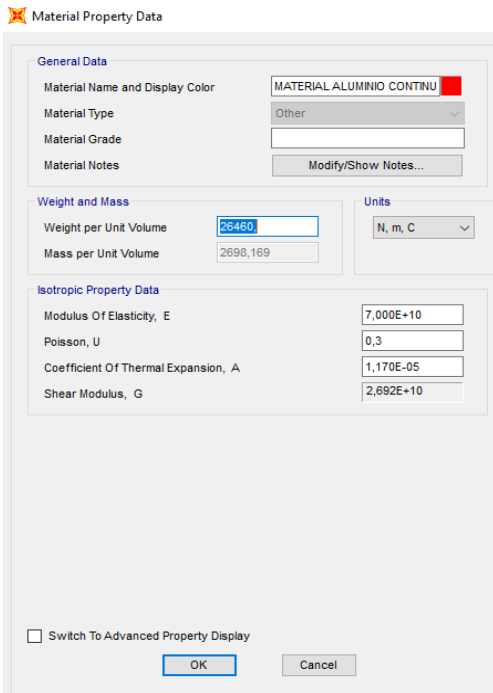 Material Property Data
General Data
Material Name and Display Color MATERIAL ALUMINIO CONTINU
Material Type Other
Material Grade
Material Notes Modify/Show Notes...
Weight and Mass Units
Weight per Unit Volume 26460, N, m, C
Mass per Unit Volume 2698,169
Isotropic Property Data
Modulus Of Elasticity, E 7,000E+10
Poisson, U 0,3
Coefficient Of Thermal Expansion, A 1,170E-05
Shear Modulus, G 2,692E+10
Switch To Advanced Property Display
OK Cancel